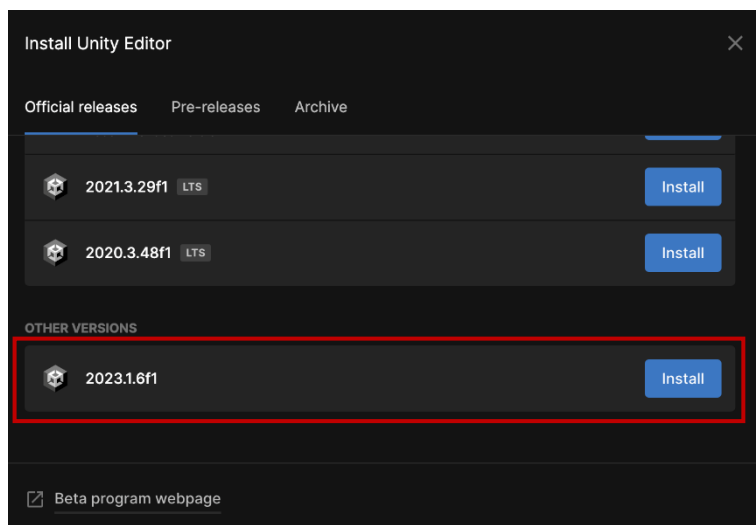 Install Unity Editor
Official releases Pre-releases Archive
2021.3.29f1 LTS Install
2020.3.48f1 LTS Install
OTHER VERSIONS
2023.1.6f1 Install
Beta program webpage